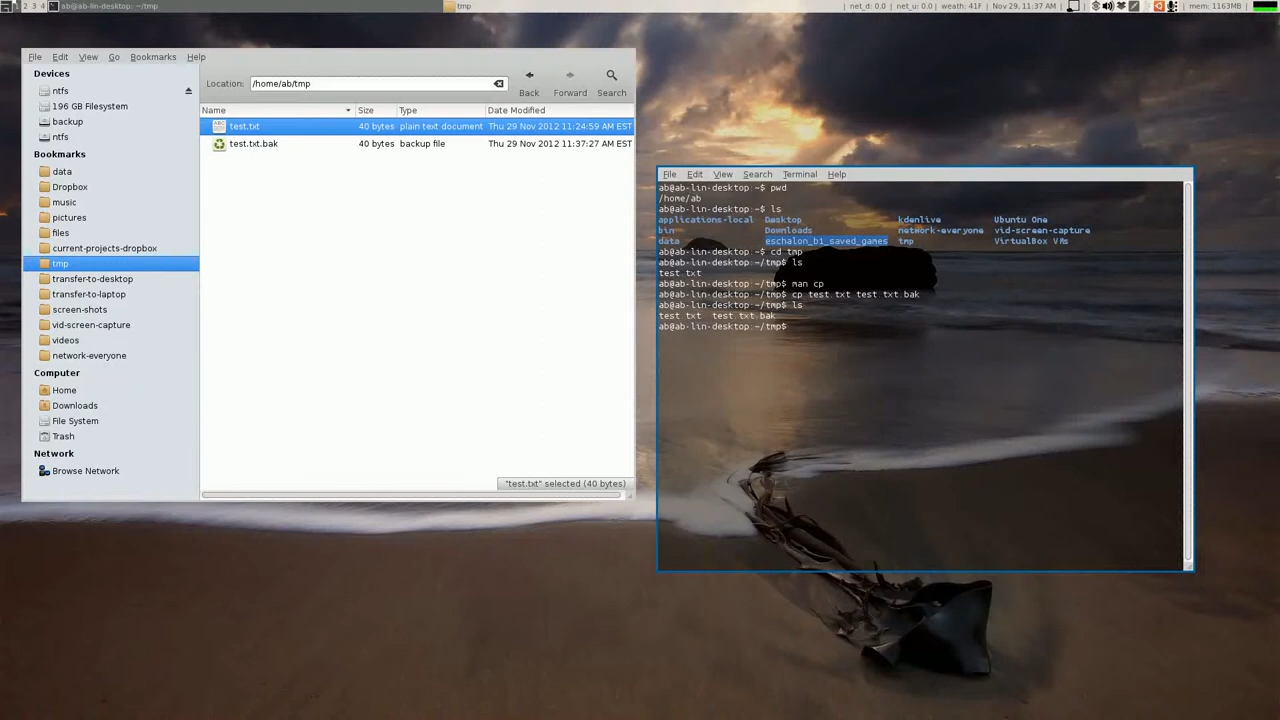 1 2 3 4 ab@ab-lin-desktop: ~/tmp tmp net_d: 0.0 net_u: 0.0 weath: 41F Nov 29, 11:37 AM mem: 1163MB
File Edit View Go Bookmarks Help
Devices
ntfs
196 GB Filesystem
backup
ntfs
Bookmarks
data
Dropbox
music
pictures
files
current-projects-dropbox
tmp
transfer-to-desktop
transfer-to-laptop
screen-shots
vid-screen-capture
videos
network-everyone
Computer
Home
Downloads
File System
Trash
Network
Browse Network
Location: /home/ab/tmp
Back Forward Search
Name Size Type Date Modified
test.txt 40 bytes plain text document Thu 29 Nov 2012 11:24:59 AM EST
test.txt.bak 40 bytes backup file Thu 29 Nov 2012 11:37:27 AM EST
"test.txt" selected (40 bytes)
File Edit View Search Terminal Help
ab@ab-lin-desktop:~$ pwd
/home/ab
ab@ab-lin-desktop:~$ ls
applications-local Desktop kdenlive Ubuntu One
bin Downloads network-everyone vid-screen-capture
data eschalon_b1_saved_games tmp VirtualBox VMs
ab@ab-lin-desktop:~$ cd tmp
ab@ab-lin-desktop:~/tmp$ ls
test.txt
ab@ab-lin-desktop:~/tmp$ man cp
ab@ab-lin-desktop:~/tmp$ cp test.txt test.txt.bak
ab@ab-lin-desktop:~/tmp$ ls
test.txt test.txt.bak
ab@ab-lin-desktop:~/tmp$